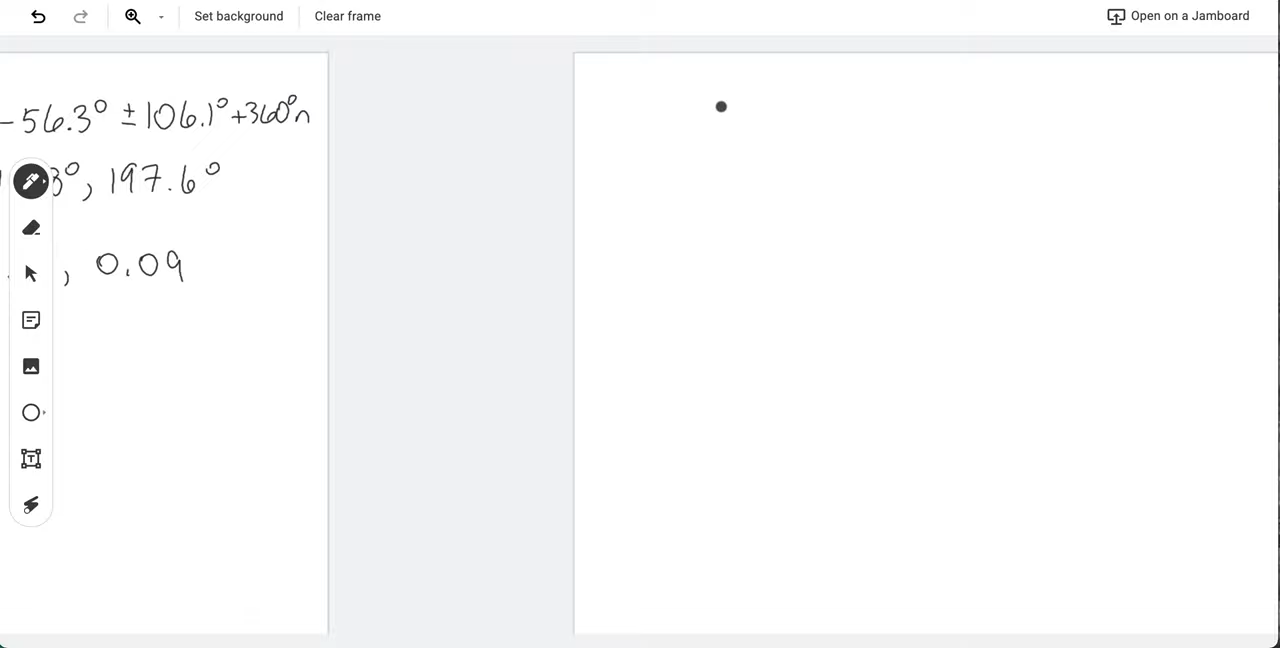 Set background Clear frame Open on a Jamboard
-56.3° ± 106.1° + 360°n
3°, 197.6°
, 0.09